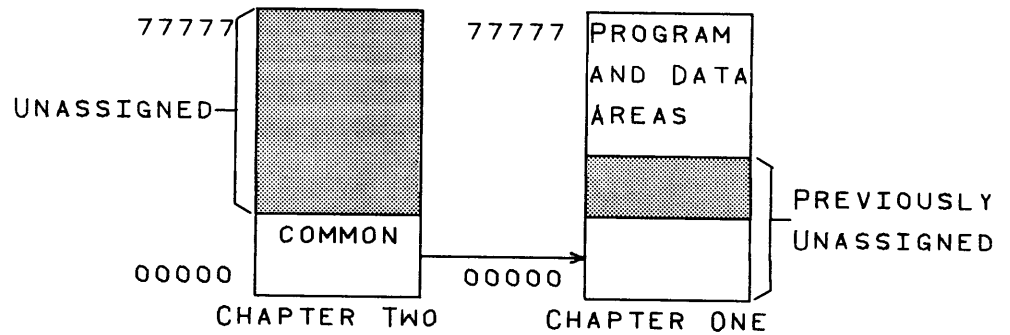 77777
UNASSIGNED
COMMON
00000
CHAPTER TWO
77777
PROGRAM
AND DATA
AREAS
PREVIOUSLY
UNASSIGNED
00000
CHAPTER ONE